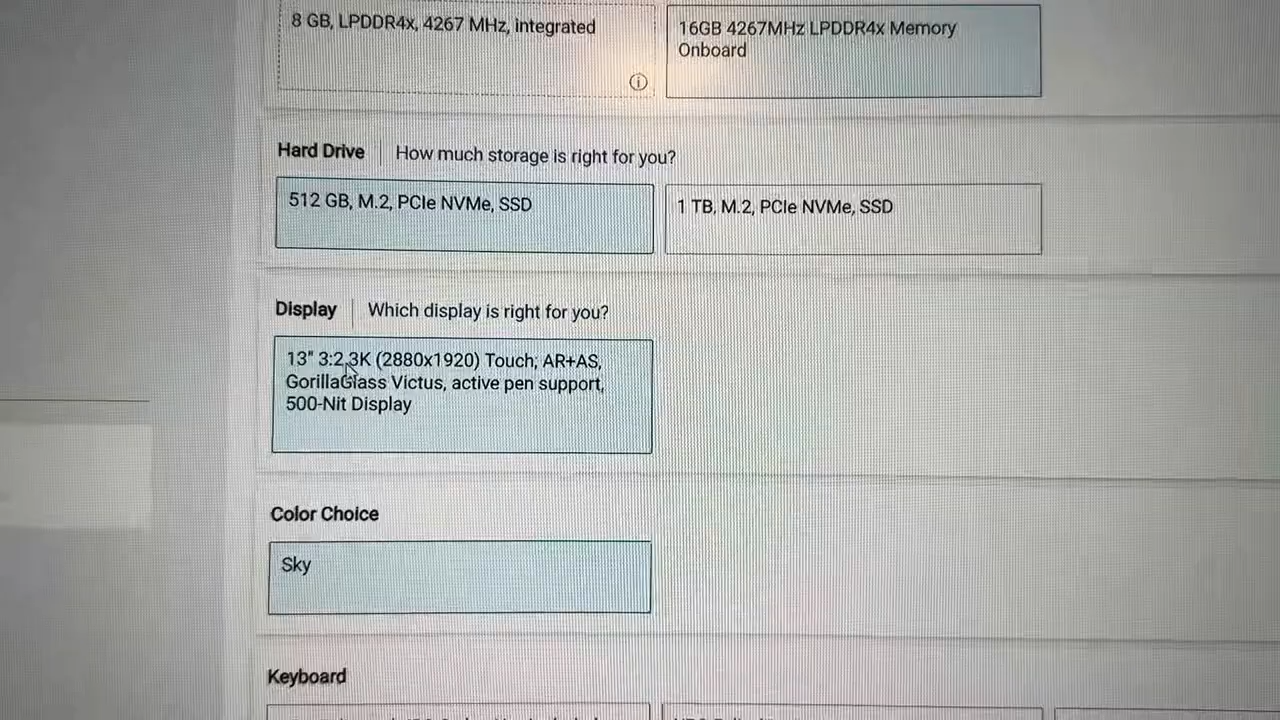 8 GB, LPDDR4x, 4267 MHz, integrated
16GB 4267MHz LPDDR4x Memory
Onboard
Hard Drive
How much storage is right for you?
512 GB, M.2, PCIe NVMe, SSD
1 TB, M.2, PCIe NVMe, SSD
Display
Which display is right for you?
13" 3:2 3K (2880x1920) Touch; AR+AS,
GorillaGlass Victus, active pen support,
500-Nit Display
Color Choice
Sky
Keyboard